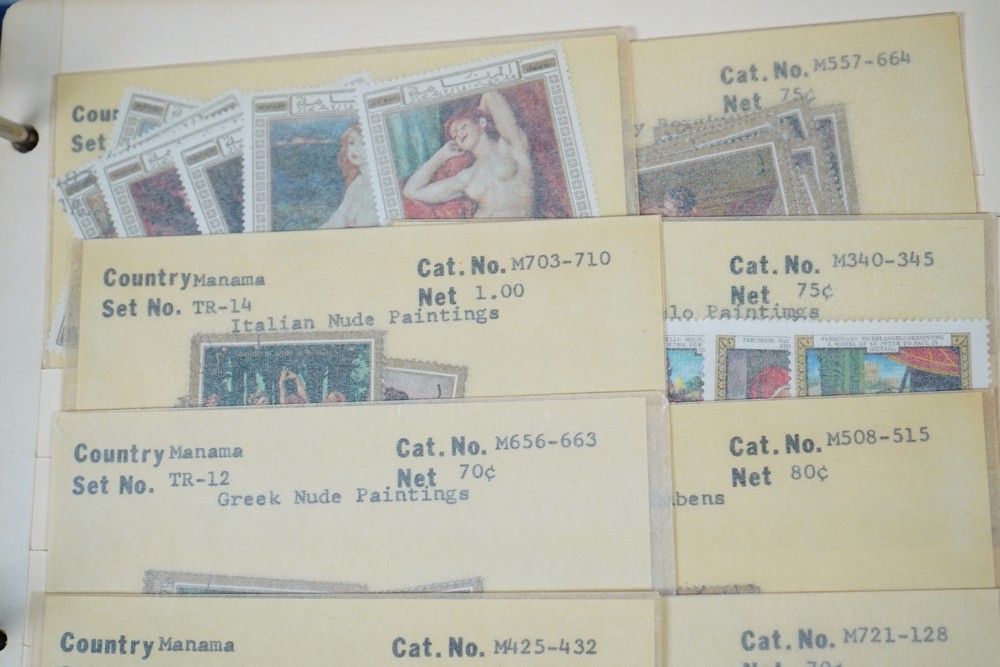 Cat. No. M557-664
Net 75¢
Set
Country Manama
Set No. TR-14
Cat. No. M703-710
Net 1.00
Italian Nude Paintings
Cat. No. M340-345
Net 75¢
lo Paintings
Country Manama
Set No. TR-12
Cat. No. M656-663
Net 70¢
Greek Nude Paintings
Cat. No. M508-515
Net 80¢
bens
Country Manama
Cat. No. M425-432
Cat. No. M721-128